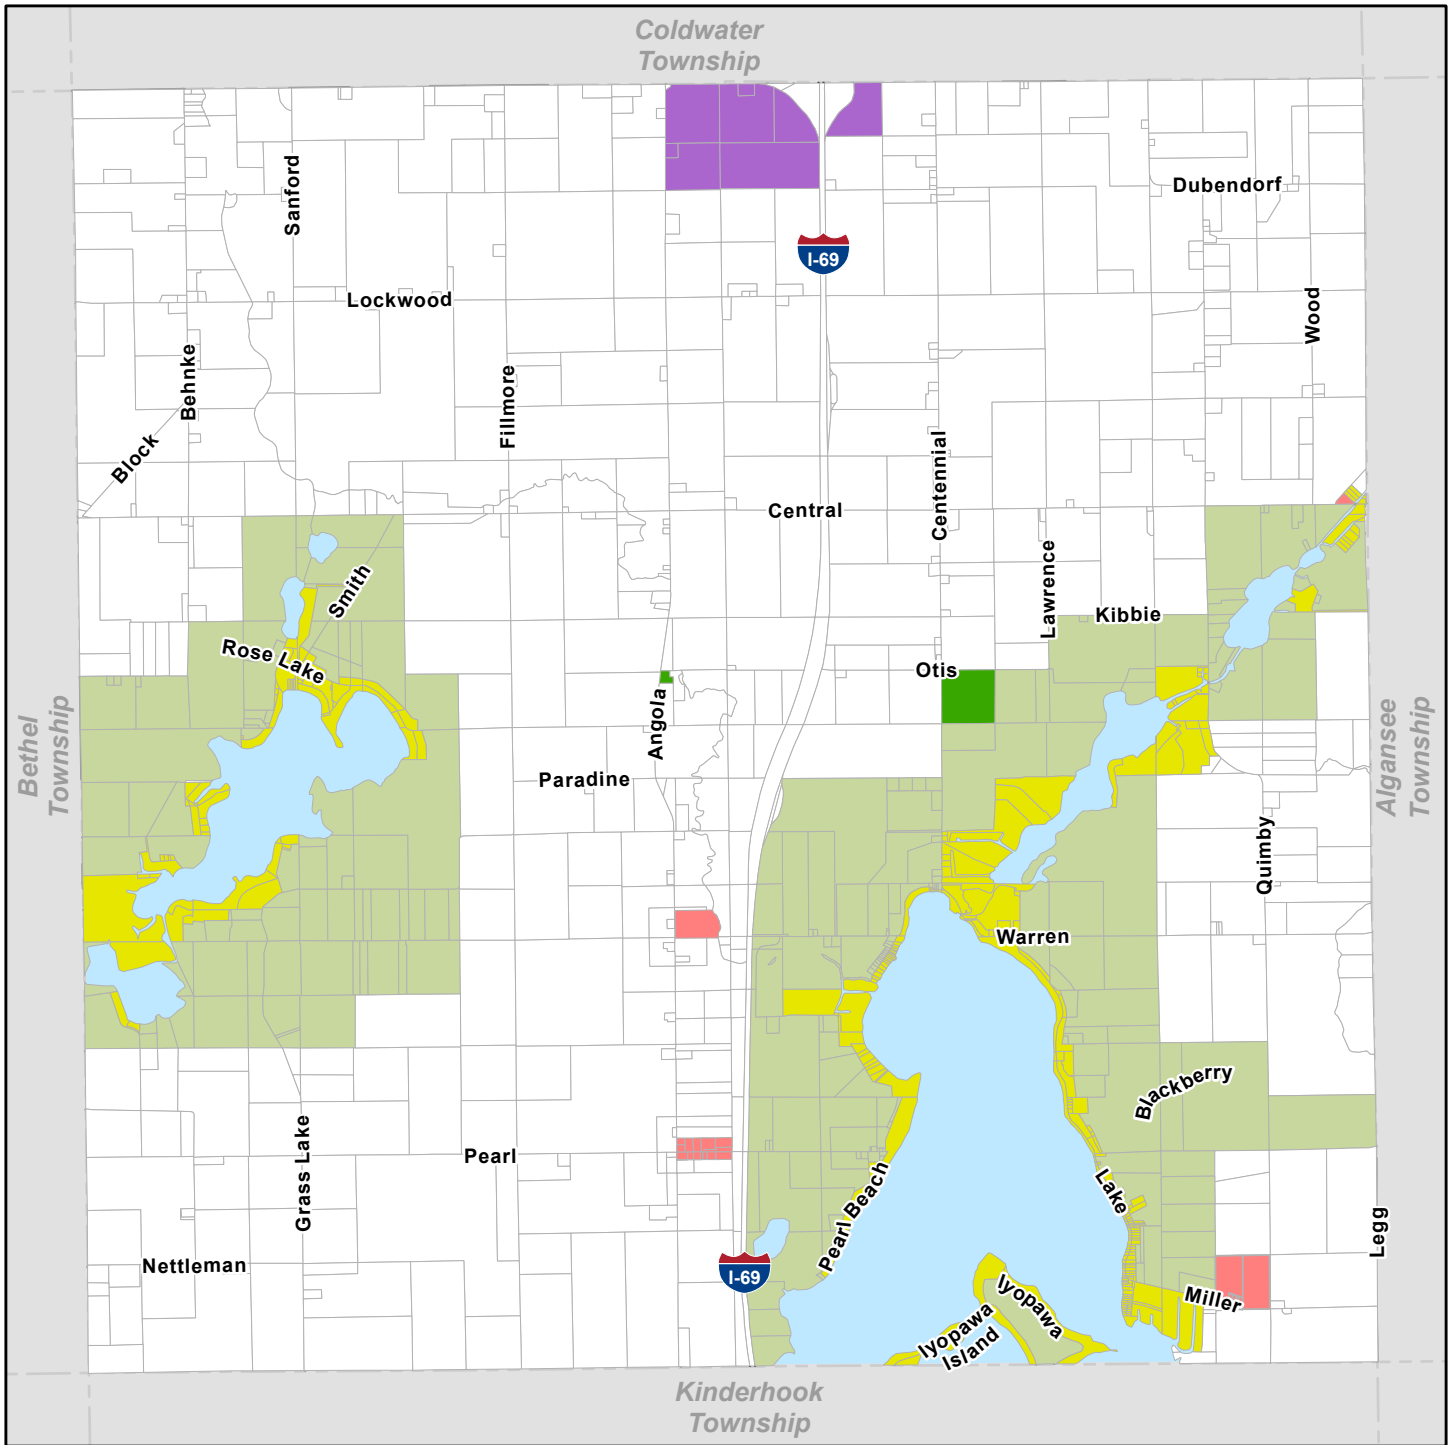 Coldwater
Township
Sanford
Dubendorf
I-69
Lockwood
Wood
Behnke
Fillmore
Block
Centennial
Central
Lawrence
Smith
Kibbie
Rose Lake
Otis
Angola
Bethel
Township
Algansee
Township
Paradine
Quimby
Warren
Blackberry
Grass Lake
Pearl
Pearl Beach
Lake
Legg
Nettleman
I-69
Miller
Iyopawa
Iyopawa
Island
Kinderhook
Township